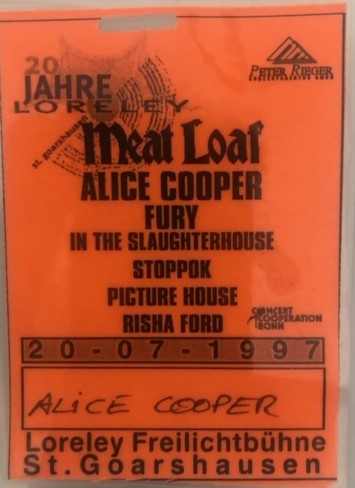 20
JAHRE
LORELEY
st. goarshausen
PETER RIEGER
Meat Loaf
ALICE COOPER
FURY
IN THE SLAUGHTERHOUSE
STOPPOK
PICTURE HOUSE
RISHA FORD
CONCERT
COOPERATION
BONN
20-07-1997
ALICE COOPER
Loreley Freilichtbühne
St. Goarshausen